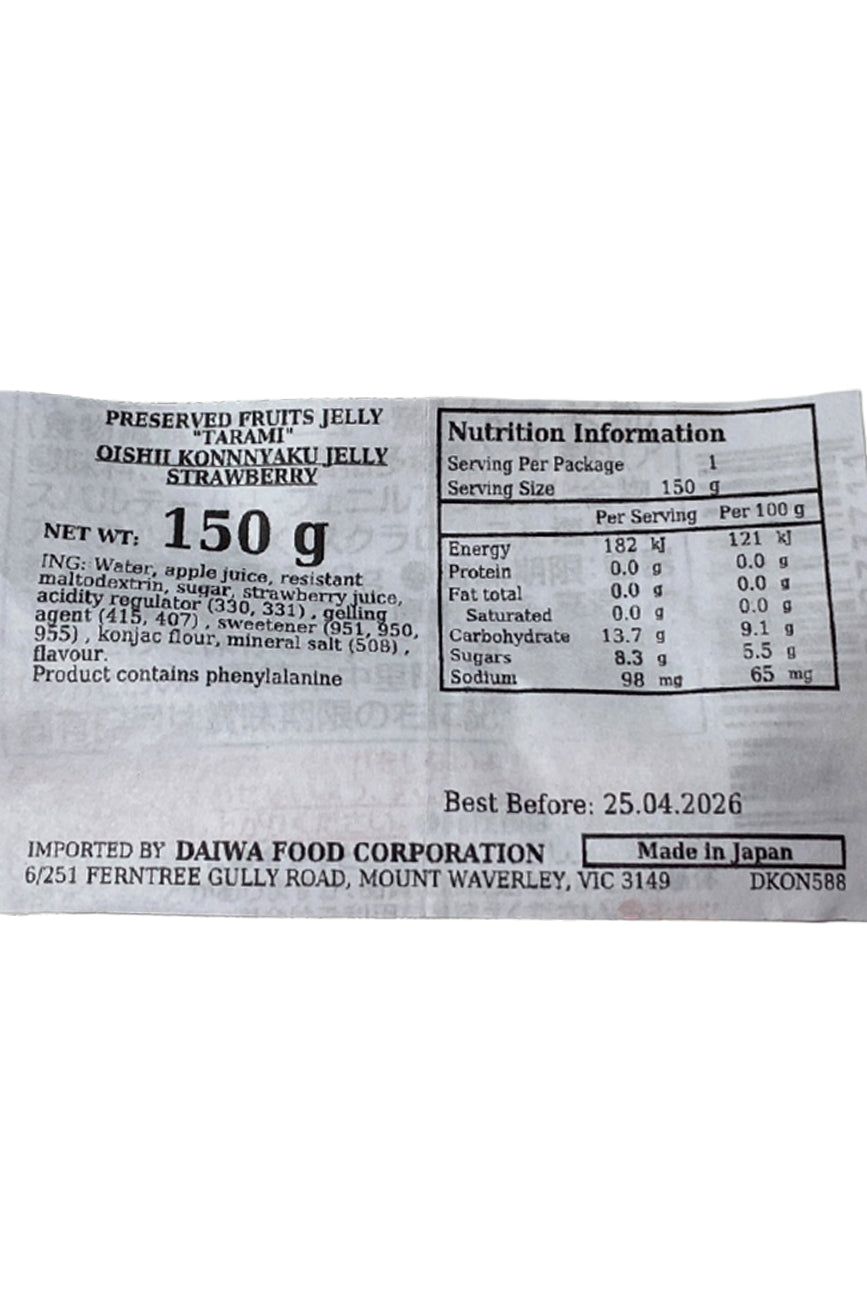 PRESERVED FRUITS JELLY
"TARAMI"
OISHII KONNNYAKU JELLY
STRAWBERRY
NET WT: 150 g
ING: Water, apple juice, resistant
maltodextrin, sugar, strawberry juice,
acidity regulator (330, 331) , gelling
agent (415, 407) , sweetener (951, 950,
955) , konjac flour, mineral salt (508) ,
flavour.
Product contains phenylalanine
Nutrition Information
Serving Per Package 1
Serving Size 150 g
Per Serving Per 100 g
Energy 182 kJ 121 kJ
Protein 0.0 g 0.0 g
Fat total 0.0 g 0.0 g
Saturated 0.0 g 0.0 g
Carbohydrate 13.7 g 9.1 g
Sugars 8.3 g 5.5 g
Sodium 98 mg 65 mg
Best Before: 25.04.2026
IMPORTED BY DAIWA FOOD CORPORATION Made in Japan
6/251 FERNTREE GULLY ROAD, MOUNT WAVERLEY, VIC 3149 DKON588